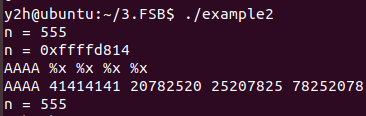 y2h@ubuntu:~/3.FSB$ ./example2
n = 555
n = 0xffffd814
AAAA %x %x %x %x
AAAA 41414141 20782520 25207825 78252078
n = 555